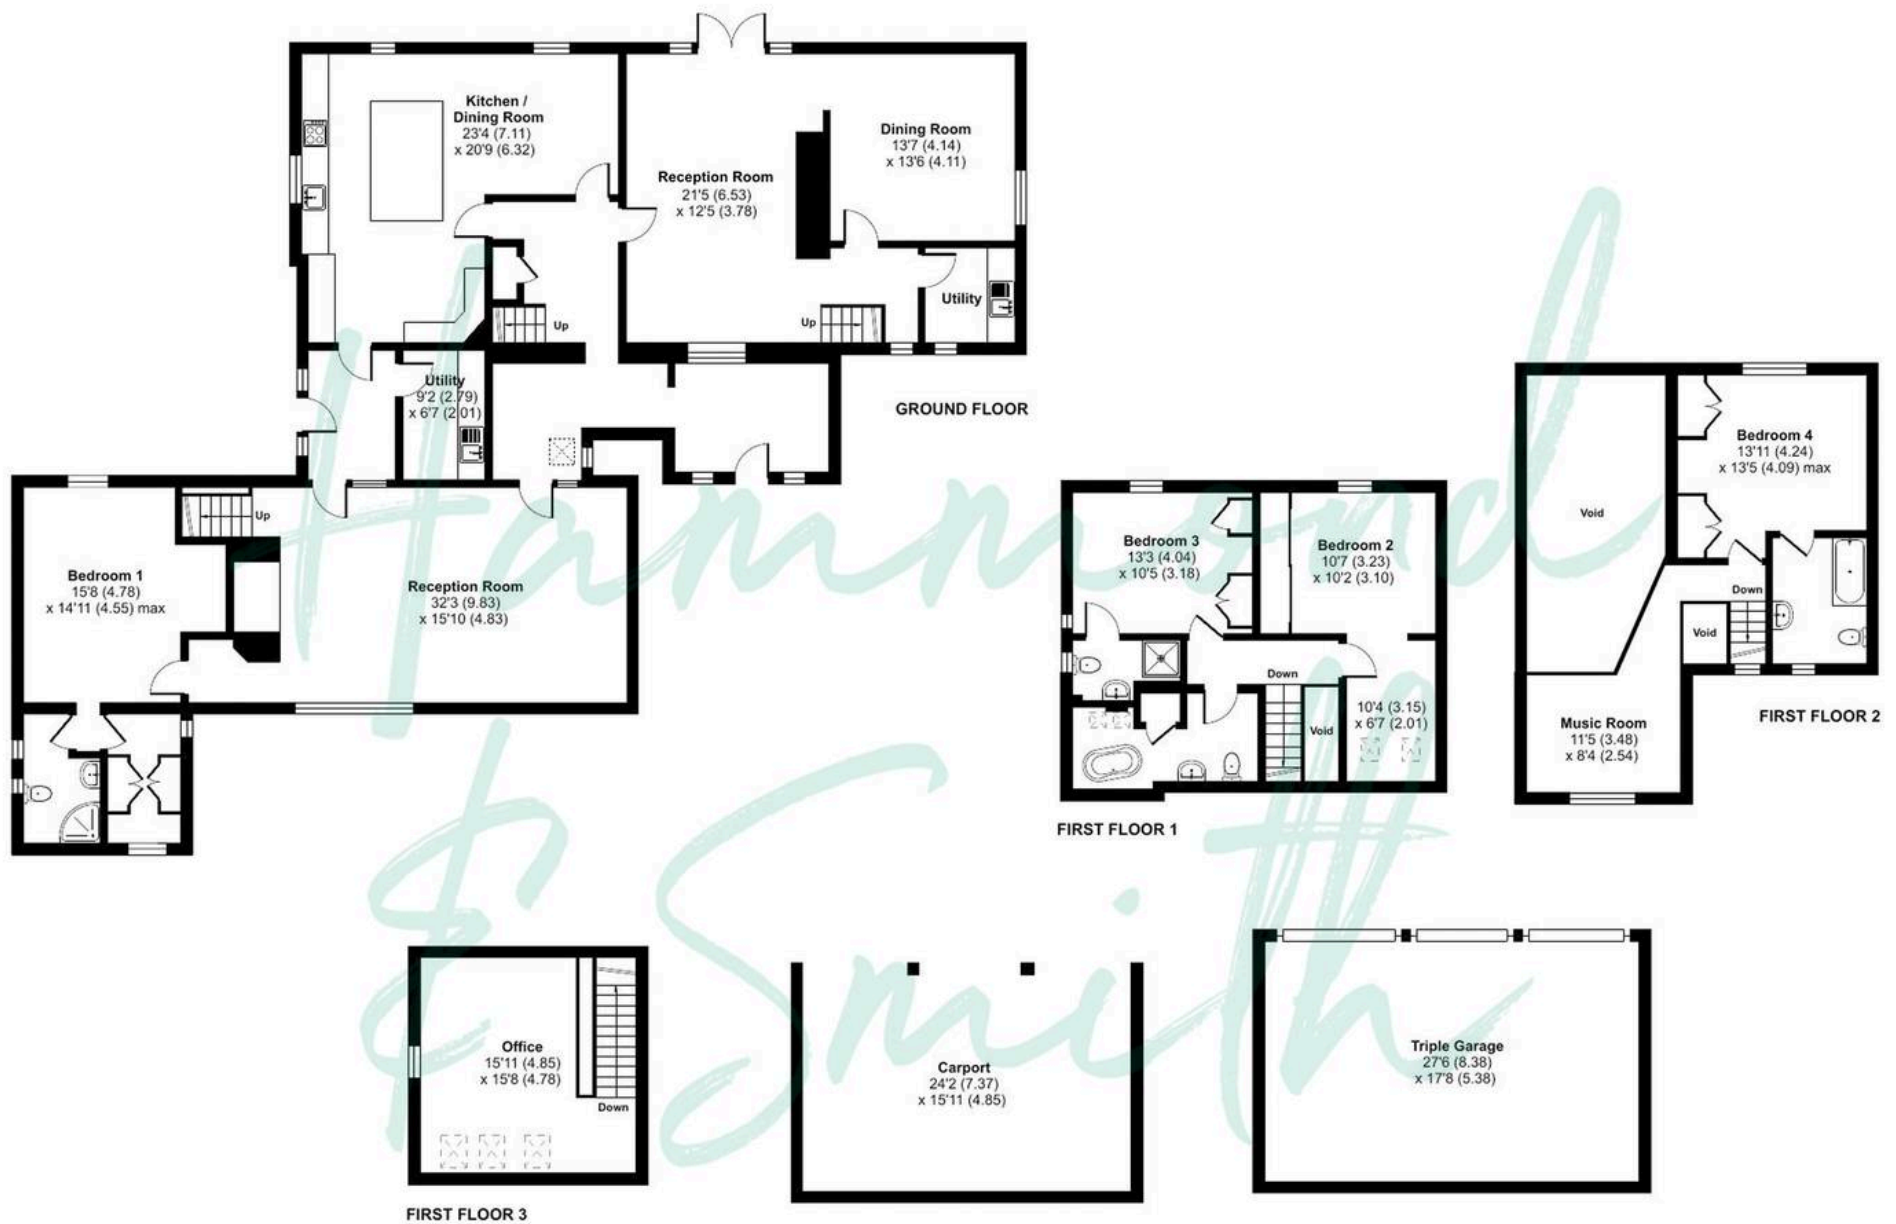 Kitchen /
Dining Room
23'4 (7.11)
x 20'9 (6.32)
Dining Room
13'7 (4.14)
x 13'6 (4.11)
Reception Room
21'5 (6.53)
x 12'5 (3.78)
Utility
Up
Up
Utility
9'2 (2.79)
x 6'7 (2.01)
GROUND FLOOR
Up
Bedroom 1
15'8 (4.78)
x 14'11 (4.55) max
Reception Room
32'3 (9.83)
x 15'10 (4.83)
Bedroom 4
13'11 (4.24)
x 13'5 (4.09) max
Void
Down
Void
Music Room
11'5 (3.48)
x 8'4 (2.54)
FIRST FLOOR 2
Bedroom 3
13'3 (4.04)
x 10'5 (3.18)
Bedroom 2
10'7 (3.23)
x 10'2 (3.10)
Down
Void
10'4 (3.15)
x 6'7 (2.01)
FIRST FLOOR 1
Hammond
& Smith
Office
15'11 (4.85)
x 15'8 (4.78)
Down
FIRST FLOOR 3
Carport
24'2 (7.37)
x 15'11 (4.85)
Triple Garage
27'6 (8.38)
x 17'8 (5.38)